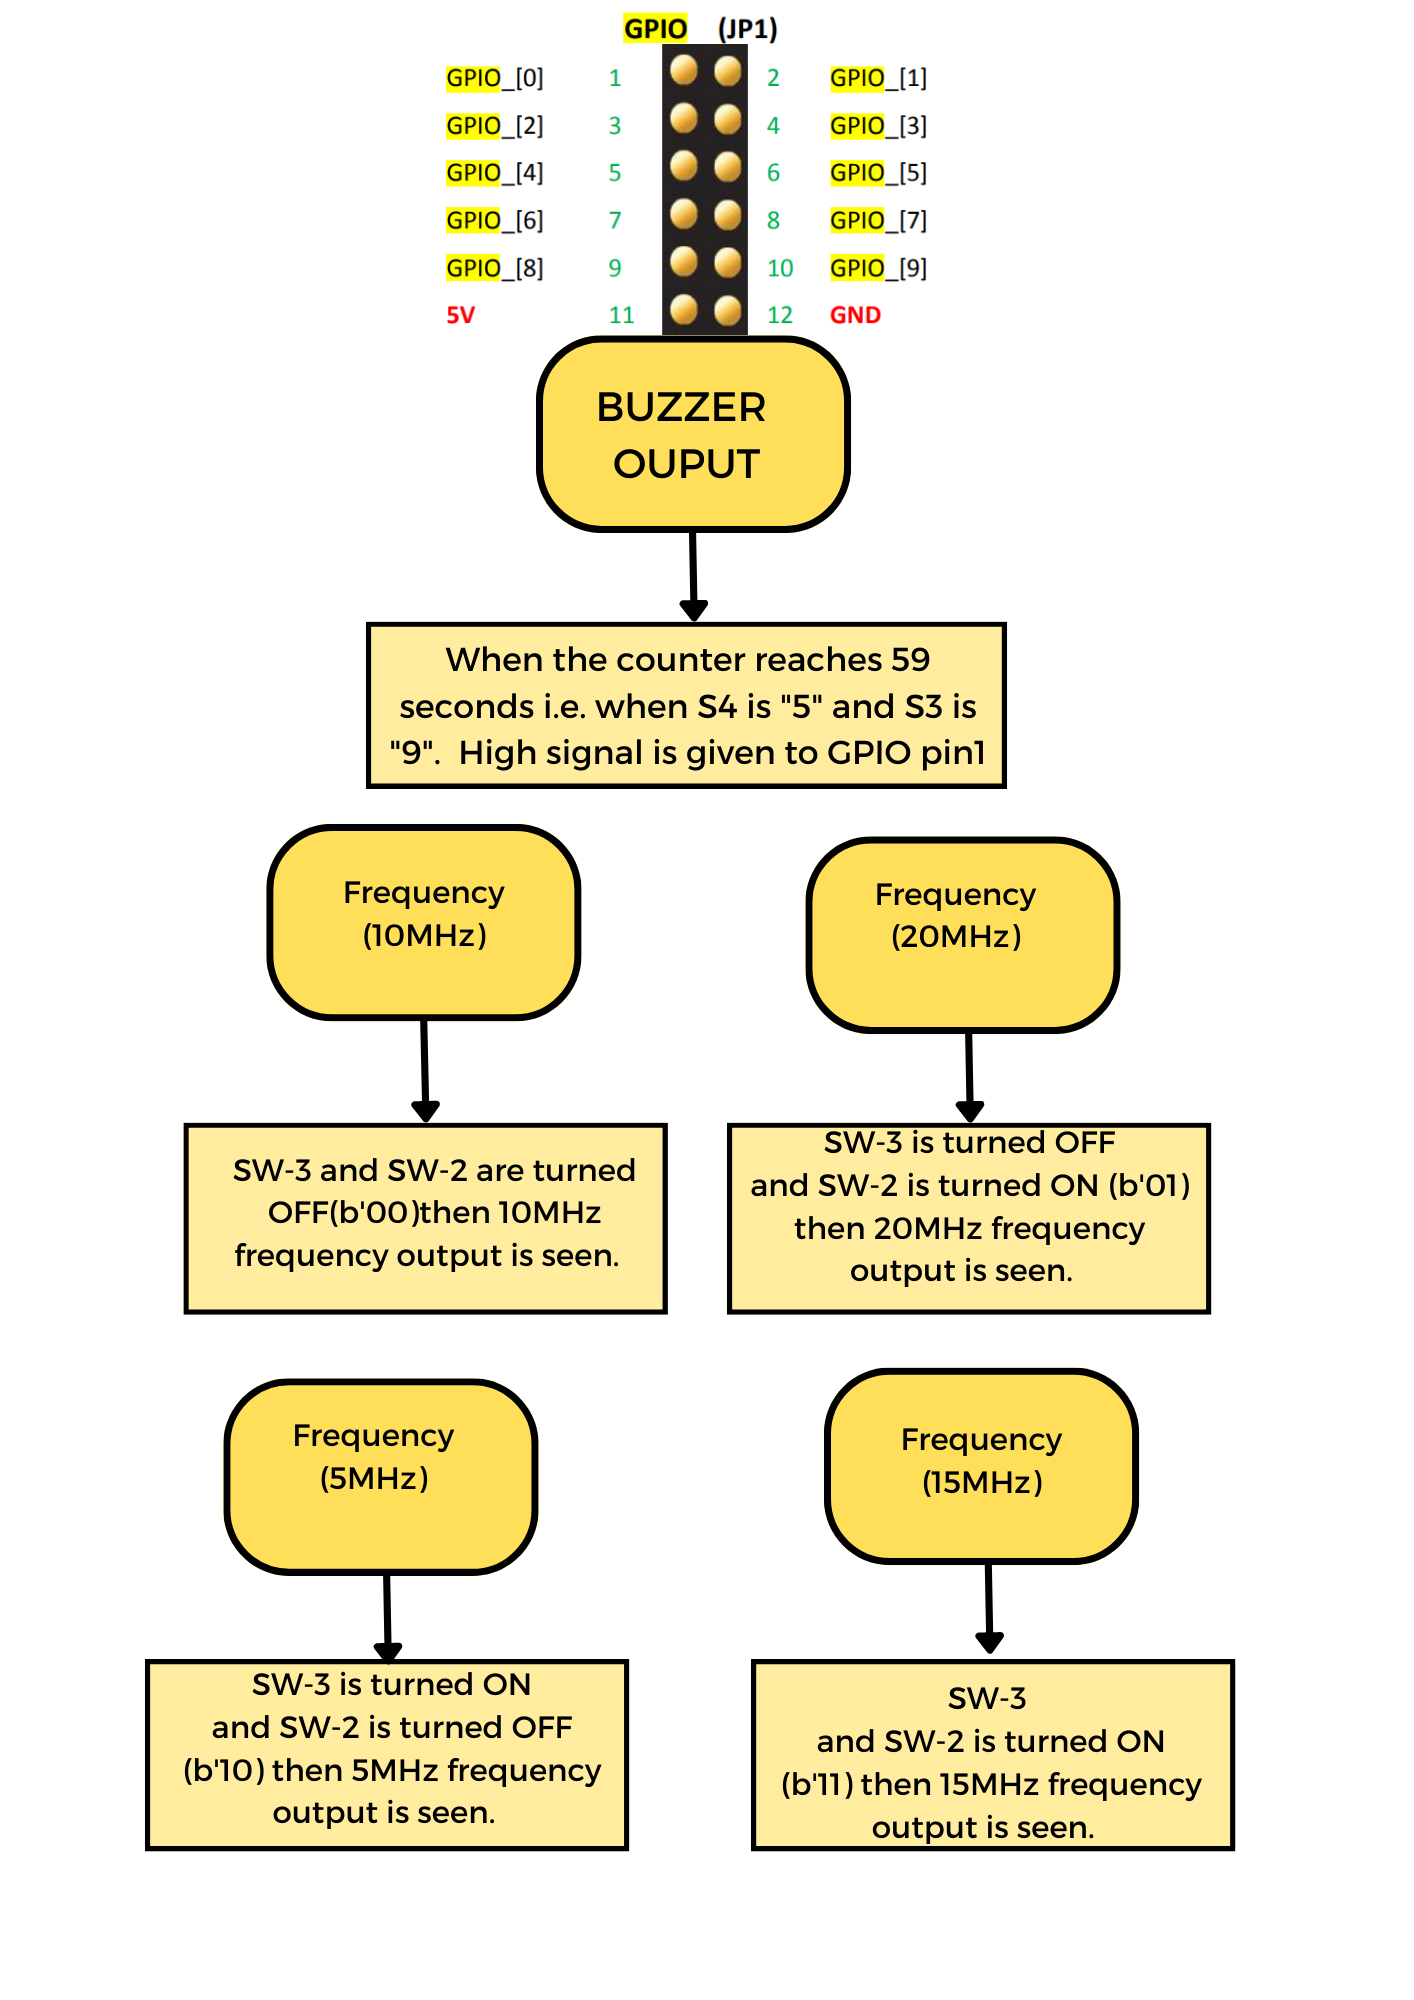 GPIO (JP1)
GPIO_[0] 1 2 GPIO_[1]
GPIO_[2] 3 4 GPIO_[3]
GPIO_[4] 5 6 GPIO_[5]
GPIO_[6] 7 8 GPIO_[7]
GPIO_[8] 9 10 GPIO_[9]
5V 11 12 GND
BUZZER
OUPUT
When the counter reaches 59
seconds i.e. when S4 is "5" and S3 is
"9". High signal is given to GPIO pin1
Frequency
(10MHz)
Frequency
(20MHz)
SW-3 and SW-2 are turned
OFF(b'00)then 10MHz
frequency output is seen.
SW-3 is turned OFF
and SW-2 is turned ON (b'01)
then 20MHz frequency
output is seen.
Frequency
(5MHz)
Frequency
(15MHz)
SW-3 is turned ON
and SW-2 is turned OFF
(b'10) then 5MHz frequency
output is seen.
SW-3
and SW-2 is turned ON
(b'11) then 15MHz frequency
output is seen.